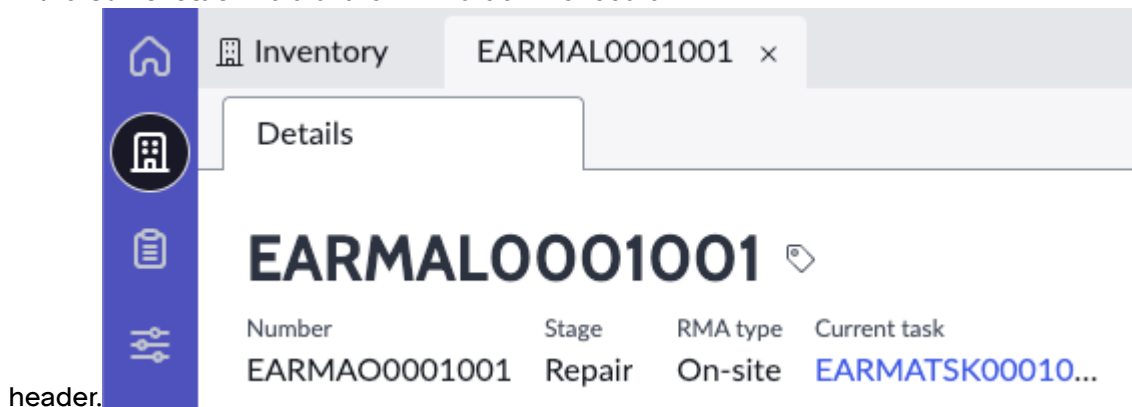 Inventory EARMAL0001001 ×
Details
EARMAL0001001
Number Stage RMA type Current task
EARMAO0001001 Repair On-site EARMATSK00010...
header.